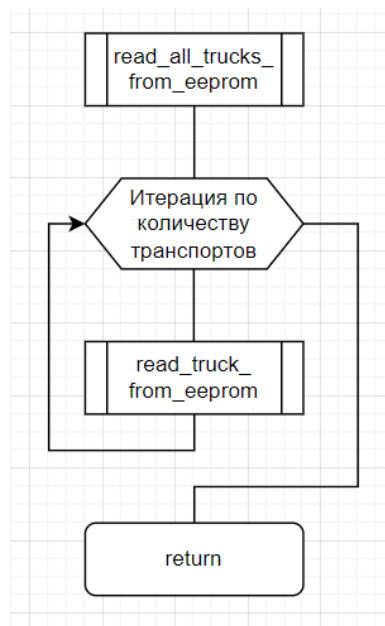 read_all_trucks_
from_eeprom
Итерация по
количеству
транспортов
read_truck_
from_eeprom
return